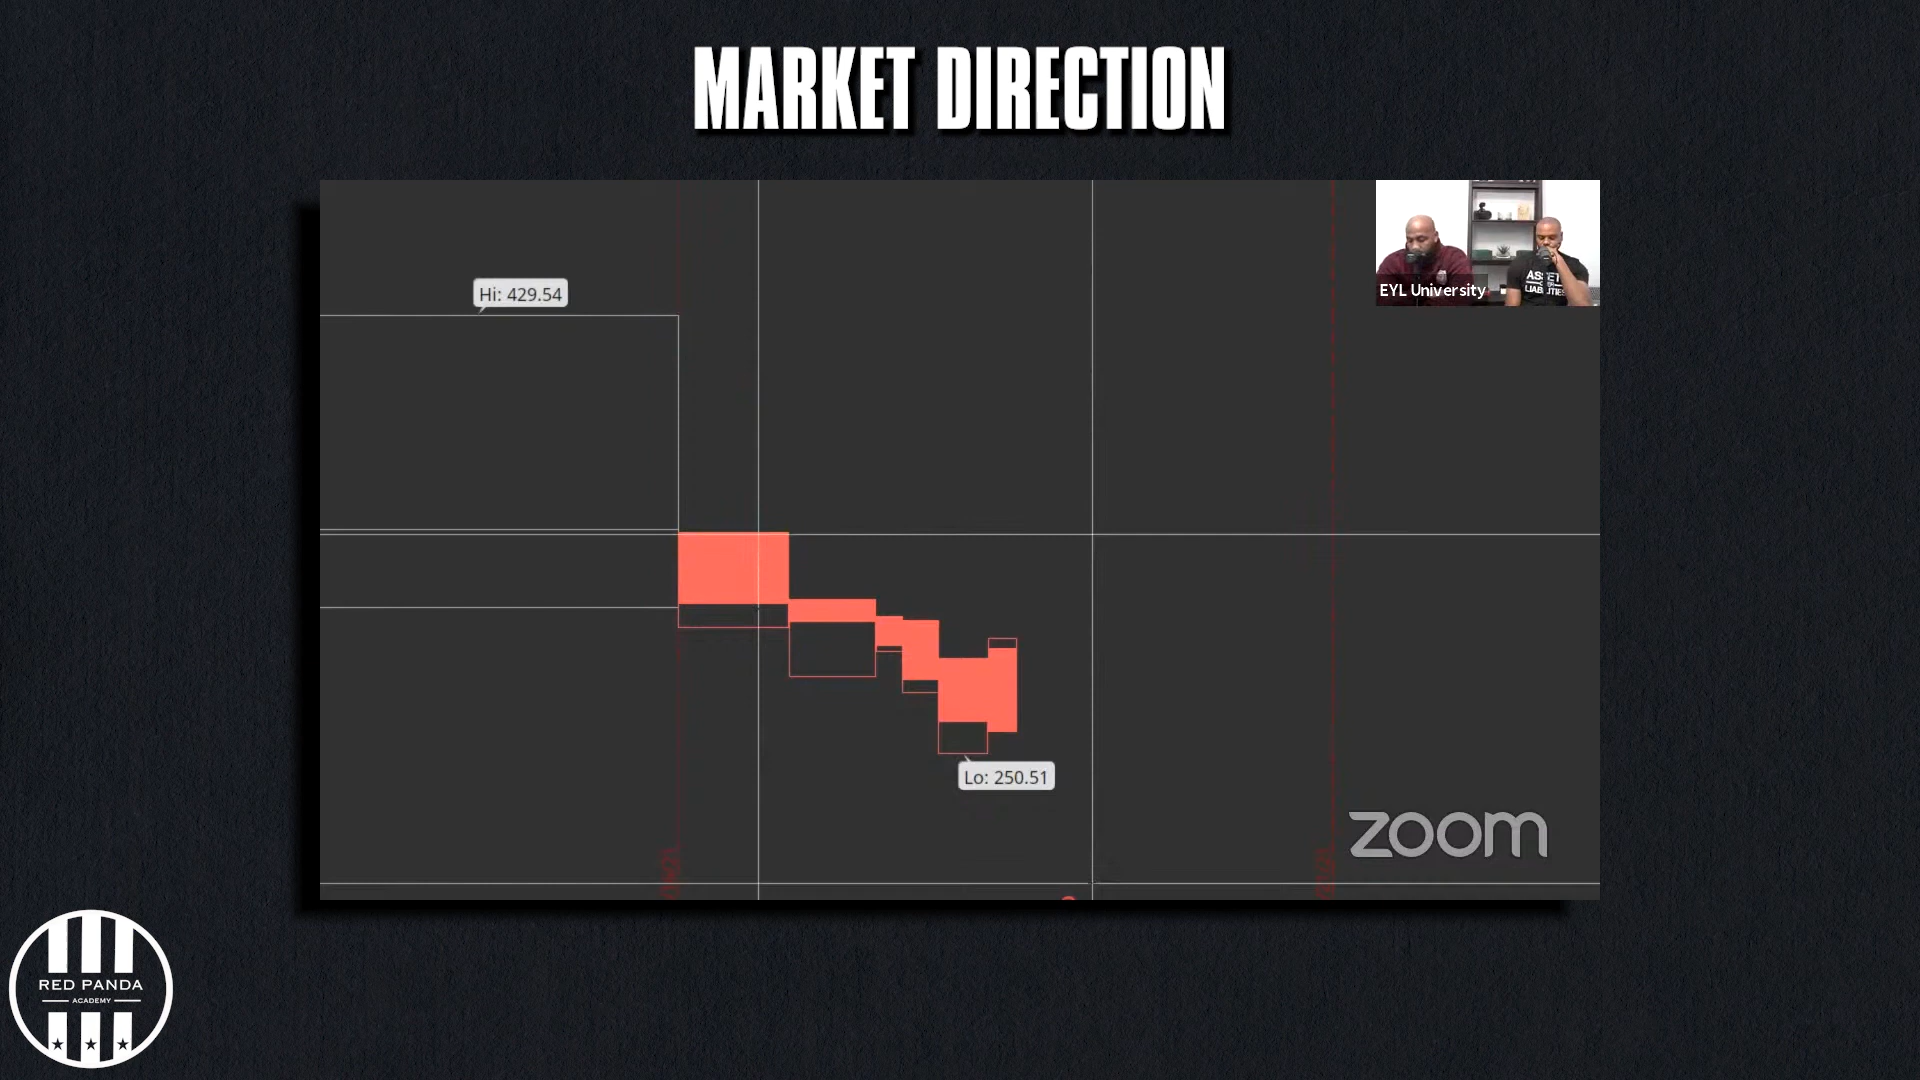 MARKET DIRECTION
Hi: 429.54
EYL University
ASSETS
LIABILITIES
Lo: 250.51
zoom
RED PANDA
ACADEMY